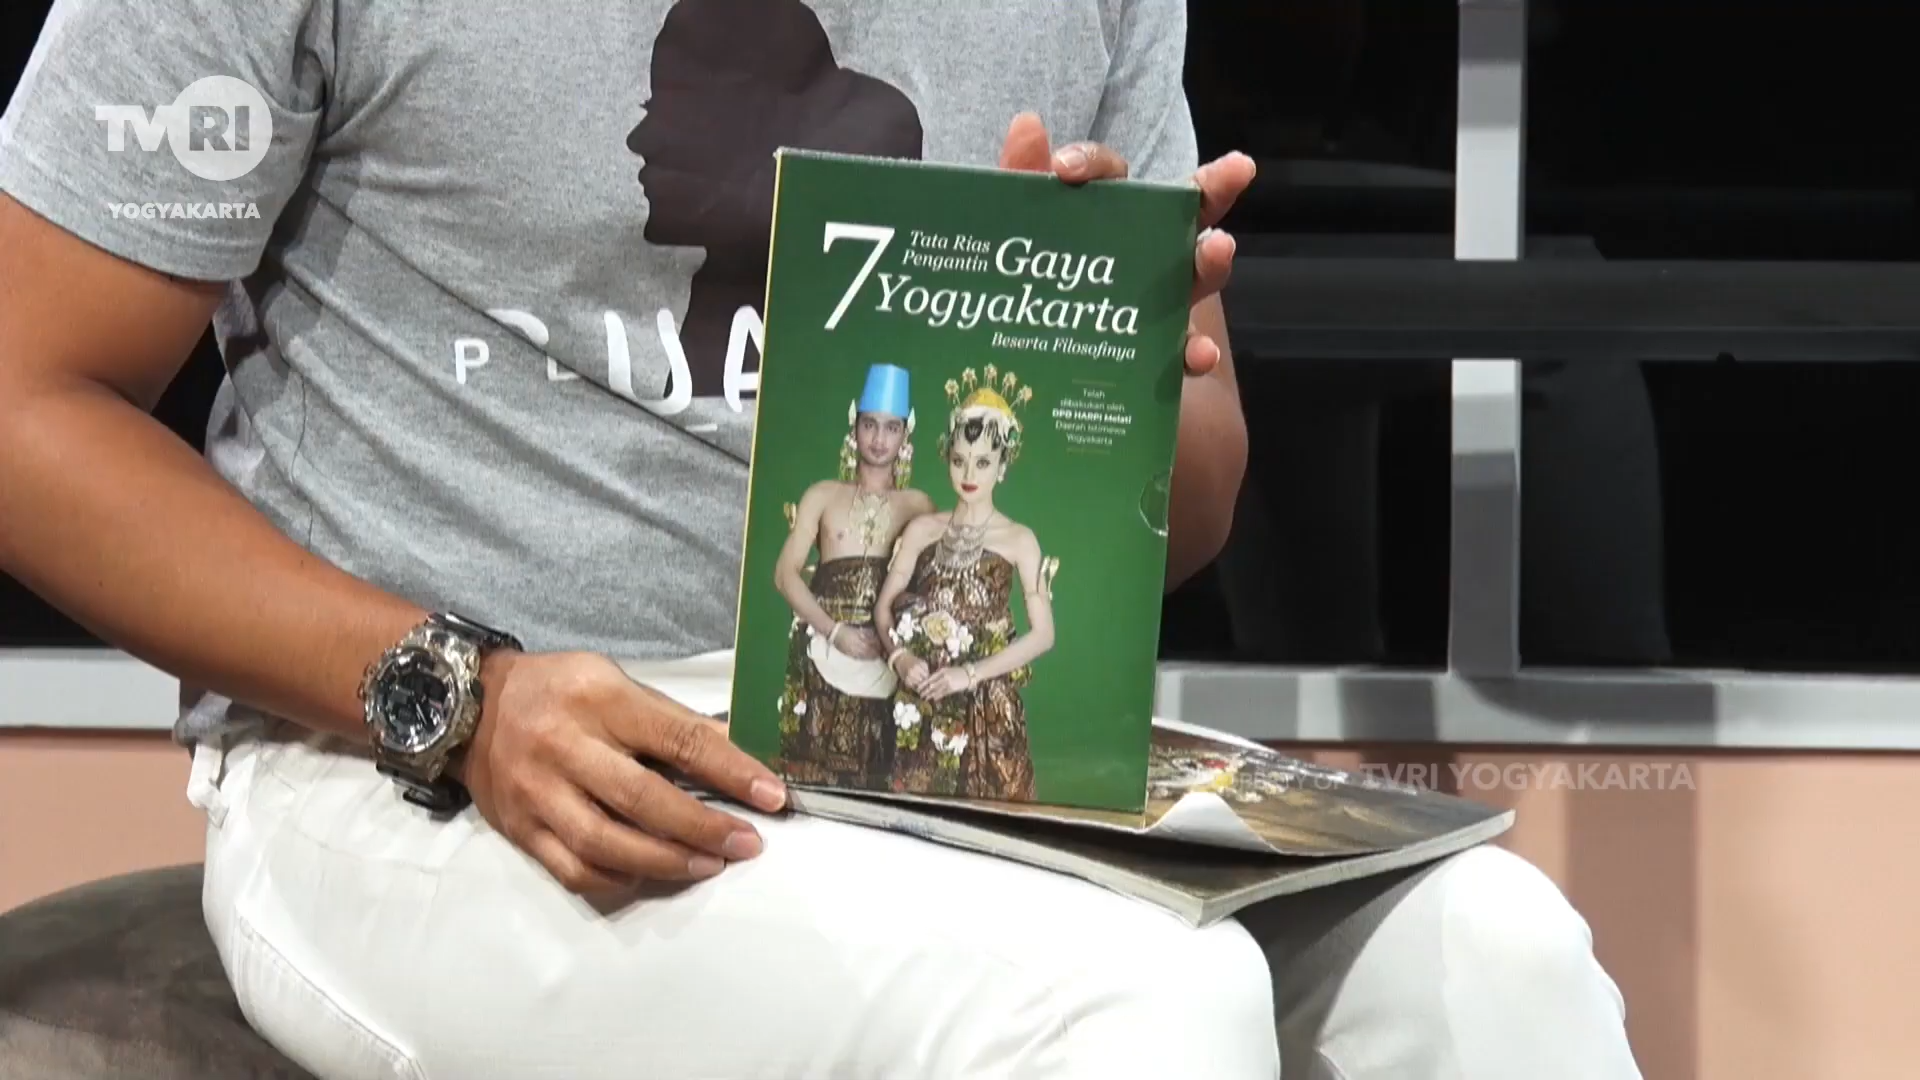 TVRI
YOGYAKARTA
7 Tata Rias
Pengantin Gaya
Yogyakarta
Beserta Filosofinya
Telah
dibakukan oleh
DPD HARPI Melati
Daerah Istimewa
Yogyakarta
TVRI YOGYAKARTA